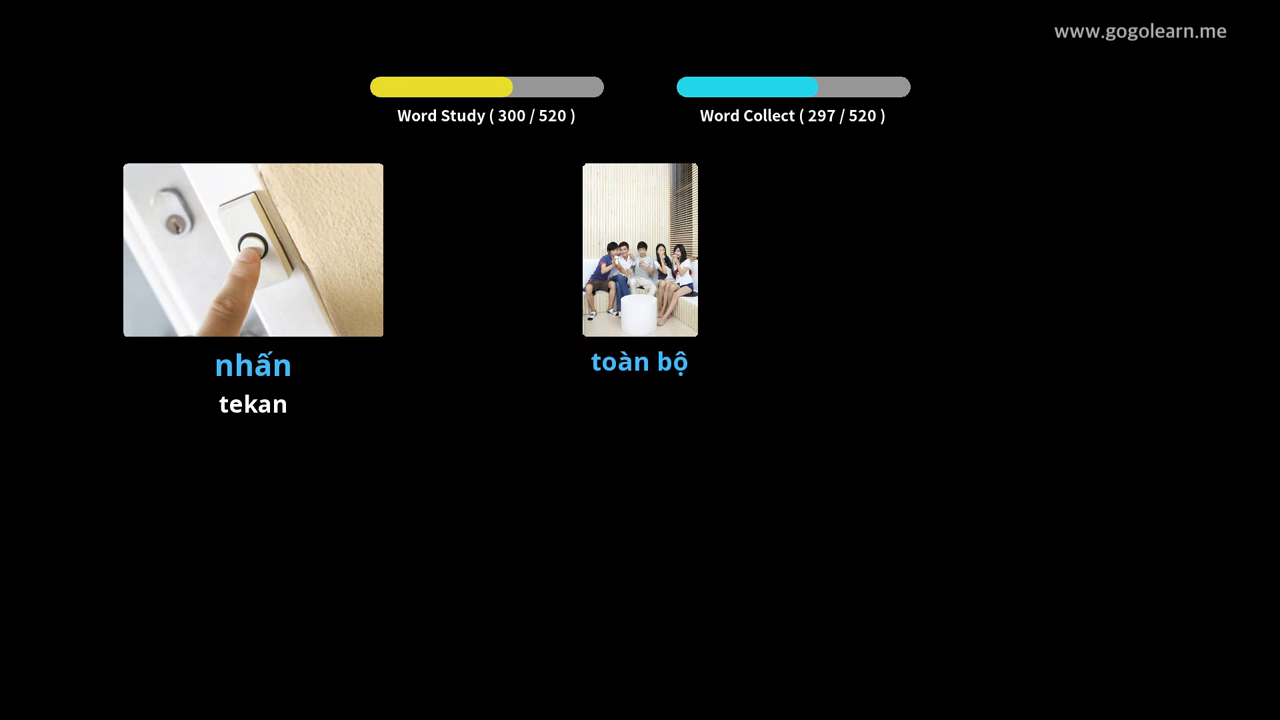 www.gogolearn.me
Word Study ( 300 / 520 )
Word Collect ( 297 / 520 )
nhấn
tekan
toàn bộ